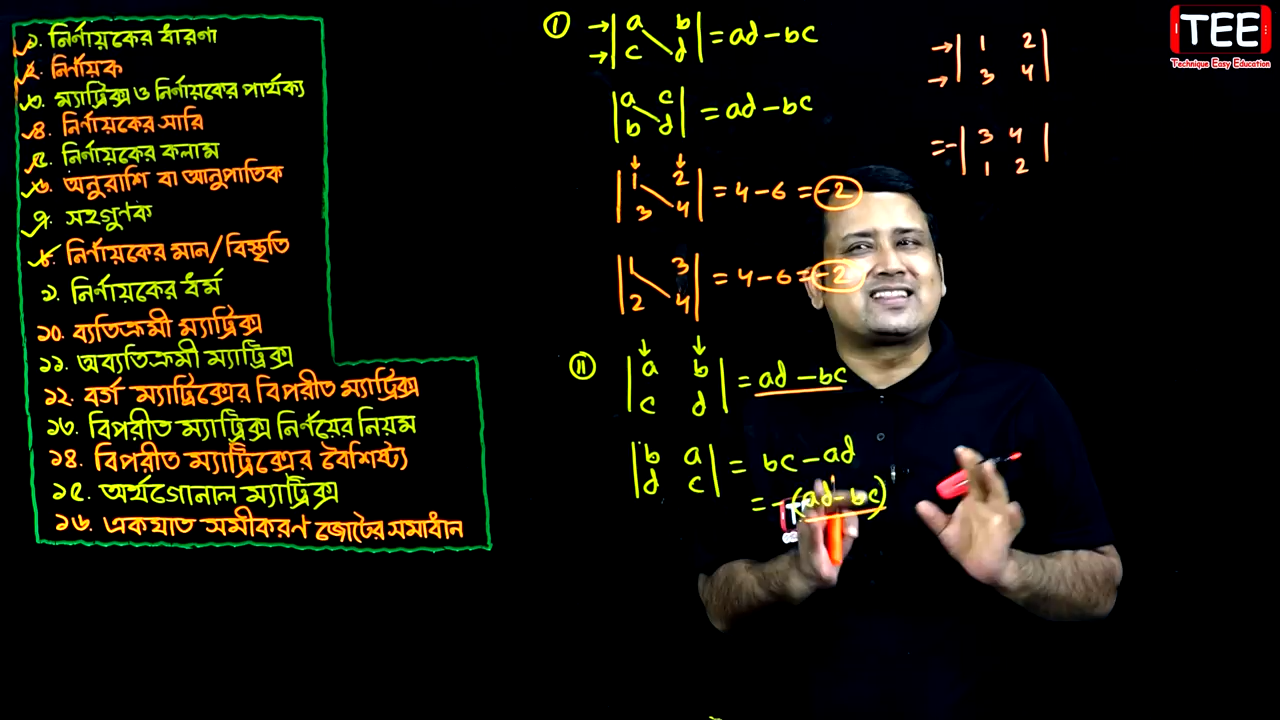 ১. নির্ণায়কের ধারণা
২. নির্ণায়ক
৩. ম্যাট্রিক্স ও নির্ণায়কের পার্থক্য
৪. নির্ণায়কের সারি
৫. নির্ণায়কের কলাম
৬. অনুরাশি বা আনুপাতিক
৭. সহগুণক
৮. নির্ণায়কের মান/বিস্তৃতি
৯. নির্ণায়কের ধর্ম
১০. ব্যতিক্রমী ম্যাট্রিক্স
১১. অব্যতিক্রমী ম্যাট্রিক্স
১২. বর্গ ম্যাট্রিক্সের বিপরীত ম্যাট্রিক্স
১৩. বিপরীত ম্যাট্রিক্স নির্ণয়ের নিয়ম
১৪. বিপরীত ম্যাট্রিক্সের বৈশিষ্ট্য
১৫. অর্থগোনাল ম্যাট্রিক্স
১৬. একঘাত সমীকরণ জোটের সমাধান
I
→ | a b |
→ | c d | = ad - bc
| a c |
| b d | = ad - bc
↓ ↓
| 1 2 |
| 3 4 | = 4 - 6 = -2
| 1 3 |
| 2 4 | = 4 - 6 = -2
II
↓ ↓
| a b |
| c d | = ad - bc
| b a |
| d c | = bc - ad
= -(ad - bc)
→ | 1 2 |
→ | 3 4 |
= - | 3 4 |
| 1 2 |
TEE
Technique Easy Education